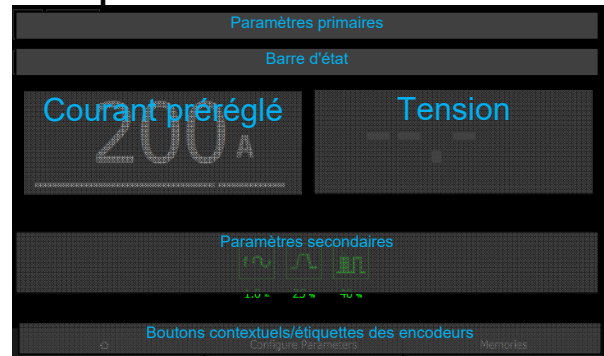 Paramètres primaires
Barre d'état
Courant préréglé
200 A
Tension
Paramètres secondaires
Boutons contextuels/étiquettes des encodeurs
Configure Parameters
Memories